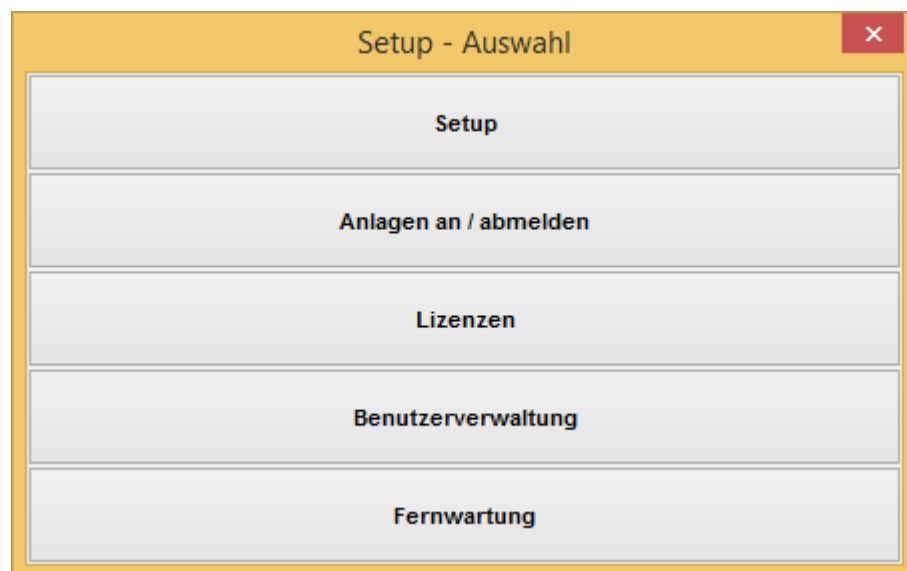 Setup - Auswahl
Setup
Anlagen an / abmelden
Lizenzen
Benutzerverwaltung
Fernwartung